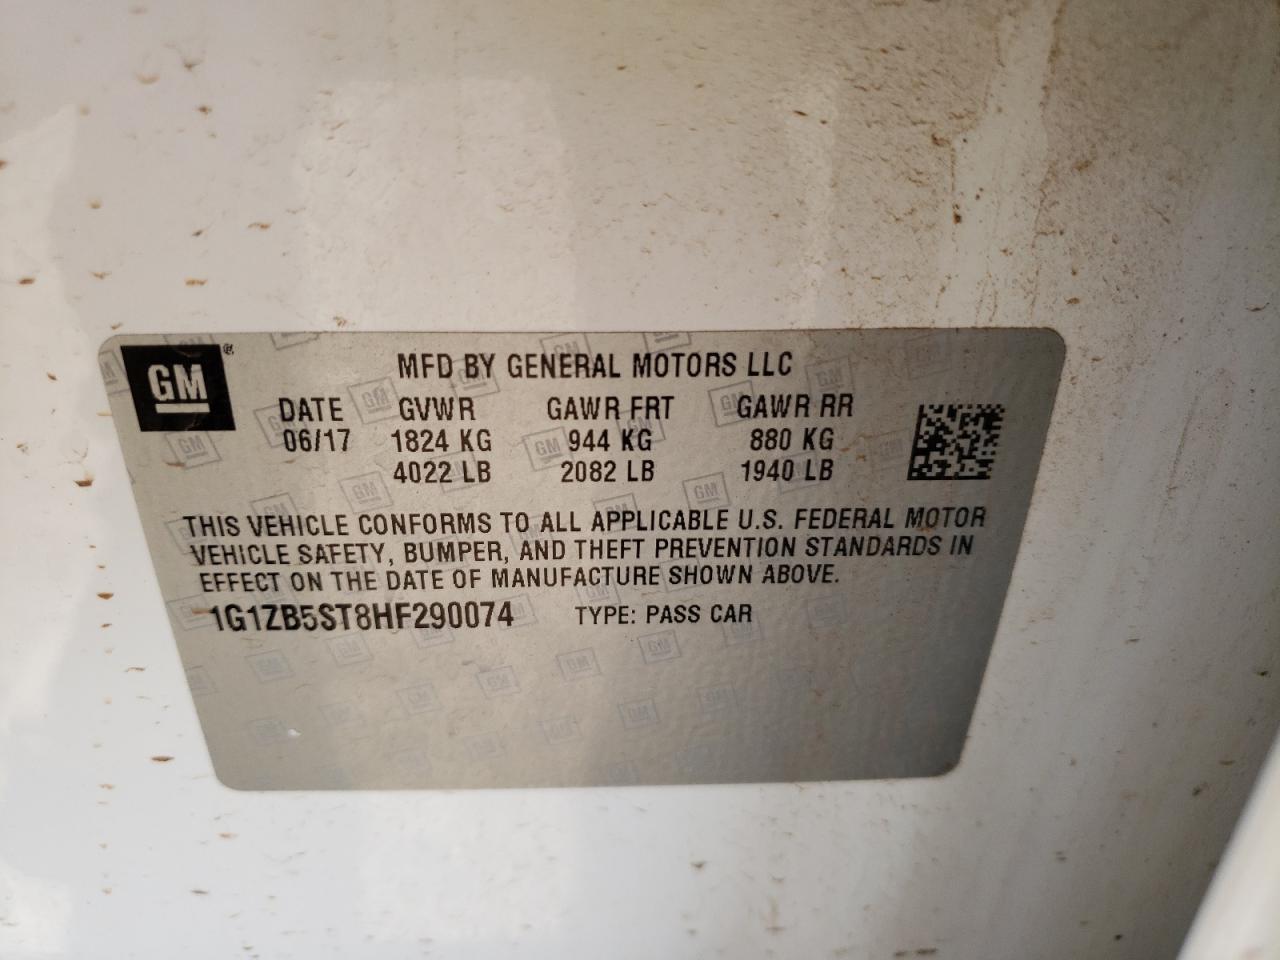 GM®
MFD BY GENERAL MOTORS LLC
DATE GVWR GAWR FRT GAWR RR
06/17 1824 KG 944 KG 880 KG
4022 LB 2082 LB 1940 LB
THIS VEHICLE CONFORMS TO ALL APPLICABLE U.S. FEDERAL MOTOR
VEHICLE SAFETY, BUMPER, AND THEFT PREVENTION STANDARDS IN
EFFECT ON THE DATE OF MANUFACTURE SHOWN ABOVE.
1G1ZB5ST8HF290074 TYPE: PASS CAR